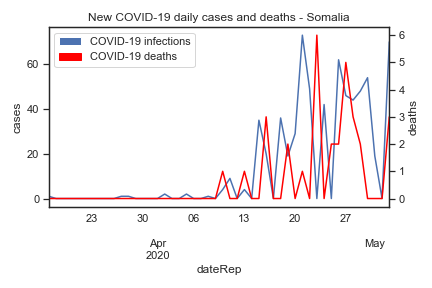 New COVID-19 daily cases and deaths - Somalia
COVID-19 infections
COVID-19 deaths
cases
deaths
60
40
20
0
6
5
4
3
2
1
0
23
30
06
13
20
27
Apr
2020
May
dateRep